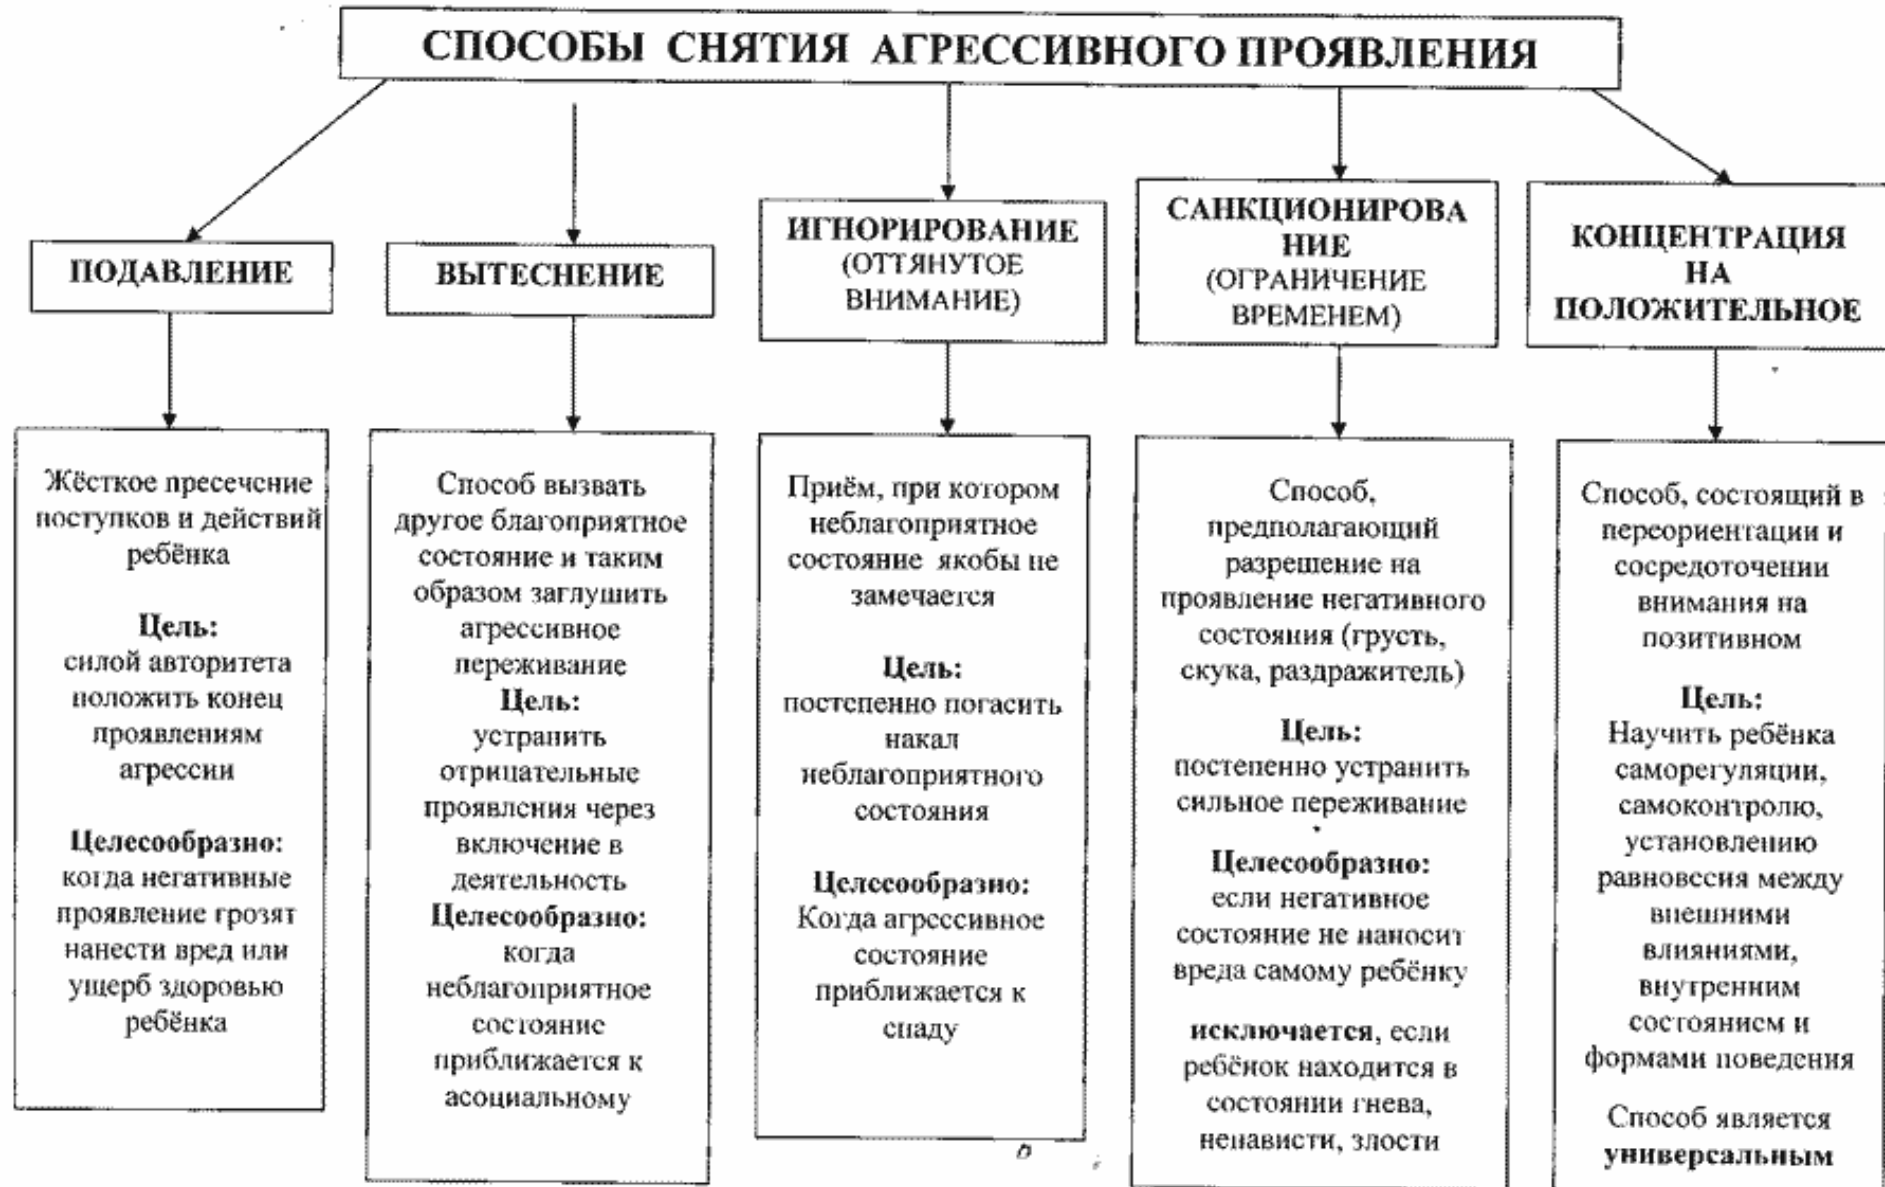 СПОСОБЫ СНЯТИЯ АГРЕССИВНОГО ПРОЯВЛЕНИЯ
ПОДАВЛЕНИЕ
Жёсткое пресечение
поступков и действий
ребёнка
Цель:
силой авторитета
положить конец
проявлениям
агрессии
Целесообразно:
когда негативные
проявление грозят
нанести вред или
ущерб здоровью
ребёнка
ВЫТЕСНЕНИЕ
Способ вызвать
другое благоприятное
состояние и таким
образом заглушить
агрессивное
переживание
Цель:
устранить
отрицательные
проявления через
включение в
деятельность
Целесообразно:
когда
неблагоприятное
состояние
приближается к
асоциальному
ИГНОРИРОВАНИЕ
(ОТТЯНУТОЕ
ВНИМАНИЕ)
Приём, при котором
неблагоприятное
состояние якобы не
замечается
Цель:
постепенно погасить
накал
неблагоприятного
состояния
Целесообразно:
Когда агрессивное
состояние
приближается к
спаду
САНКЦИОНИРОВА
НИЕ
(ОГРАНИЧЕНИЕ
ВРЕМЕНЕМ)
Способ,
предполагающий
разрешение на
проявление негативного
состояния (грусть,
скука, раздражитель)
Цель:
постепенно устранить
сильное переживание
Целесообразно:
если негативное
состояние не наносит
вреда самому ребёнку
исключается, если
ребёнок находится в
состоянии гнева,
ненависти, злости
КОНЦЕНТРАЦИЯ
НА
ПОЛОЖИТЕЛЬНОЕ
Способ, состоящий в
переориентации и
сосредоточении
внимания на
позитивном
Цель:
Научить ребёнка
саморегуляции,
самоконтролю,
установлению
равновесия между
внешними
влияниями,
внутренним
состоянием и
формами поведения
Способ является
универсальным